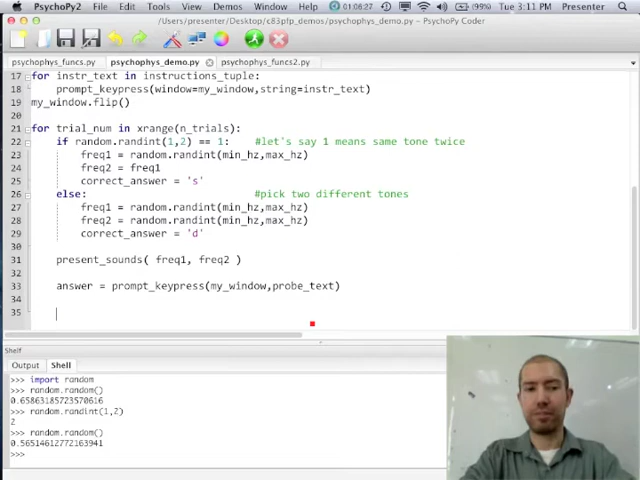 PsychoPy2 File Edit View Demos Window Help 01:06:27 (99%) Tue 3:11 PM Presenter
/Users/presenter/Desktop/c83pfp_demos/psychophys_demo.py - PsychoPy Coder
psychophys_funcs.py psychophys_demo.py psychophys_funcs2.py
17 for instr_text in instructions_tuple:
18 prompt_keypress(window=my_window,string=instr_text)
19 my_window.flip()
20
21 for trial_num in xrange(n_trials):
22 if random.randint(1,2) == 1: #let's say 1 means same tone twice
23 freq1 = random.randint(min_hz,max_hz)
24 freq2 = freq1
25 correct_answer = 's'
26 else: #pick two different tones
27 freq1 = random.randint(min_hz,max_hz)
28 freq2 = random.randint(min_hz,max_hz)
29 correct_answer = 'd'
30
31 present_sounds( freq1, freq2 )
32
33 answer = prompt_keypress(my_window,probe_text)
34
35
Shelf
Output Shell
>>> import random
>>> random.random()
0.65863185723570616
>>> random.randint(1,2)
2
>>> random.random()
0.56514612772163941
>>>